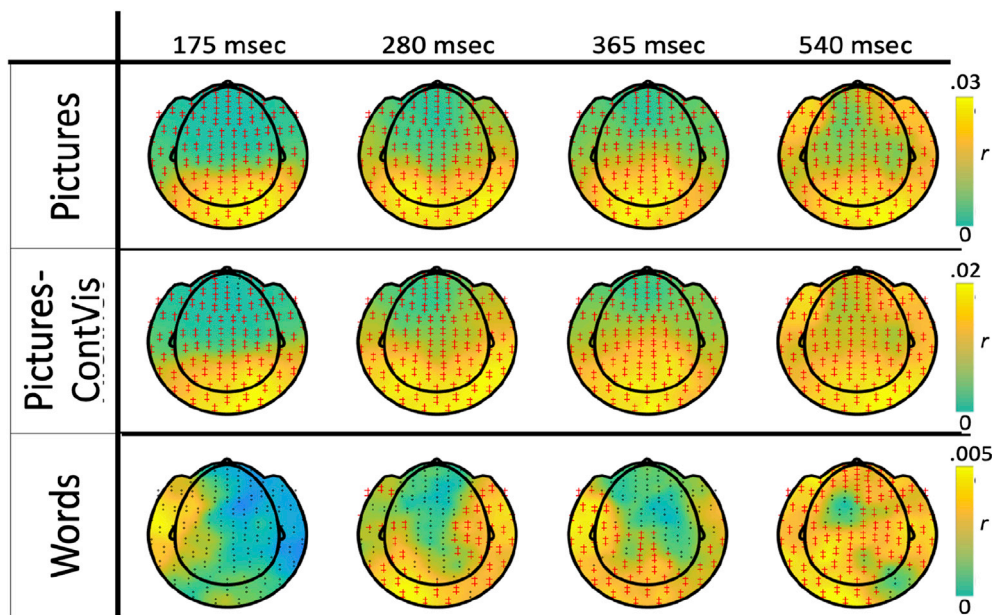 175 msec 280 msec 365 msec 540 msec
Pictures
.03
r
0
Pictures-
ContVis
.02
r
0
Words
.005
r
0